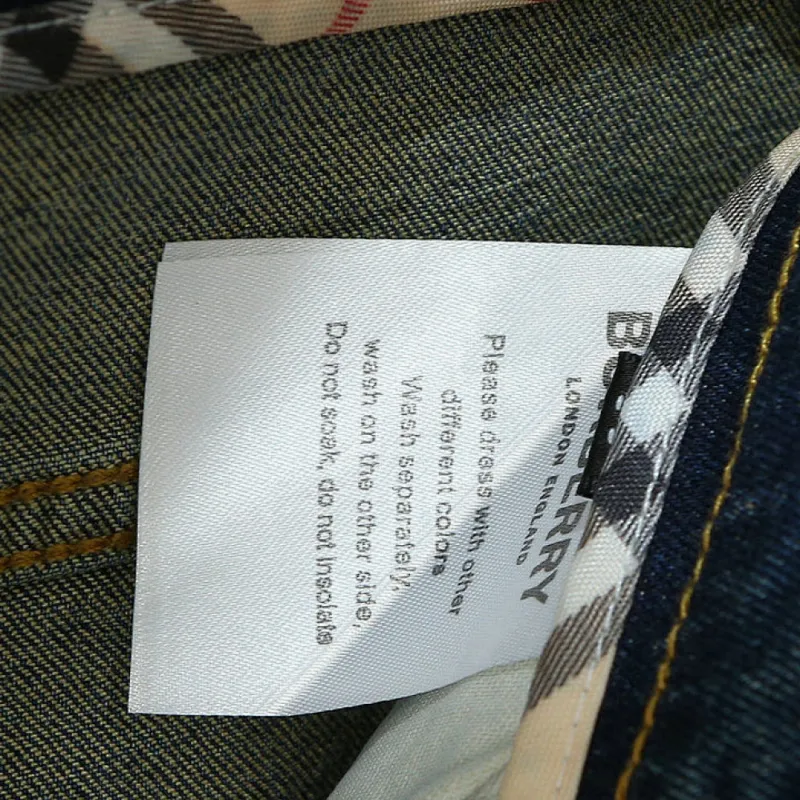 BURBERRY
LONDON ENGLAND
Please dress with other
different colors
Wash separately,
wash on the other side,
Do not soak, do not insolate